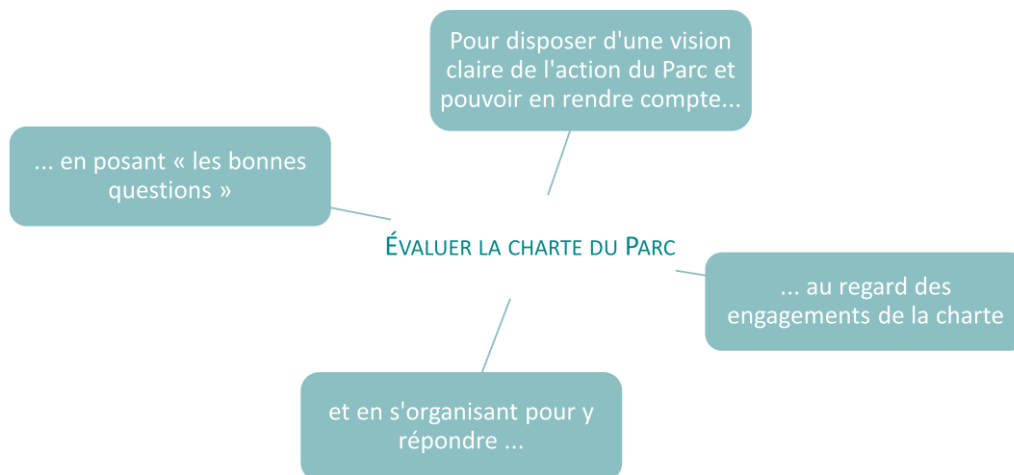 Pour disposer d'une vision
claire de l'action du Parc et
pouvoir en rendre compte...
... en posant « les bonnes
questions »
ÉVALUER LA CHARTE DU PARC
... au regard des
engagements de la charte
et en s'organisant pour y
répondre ...